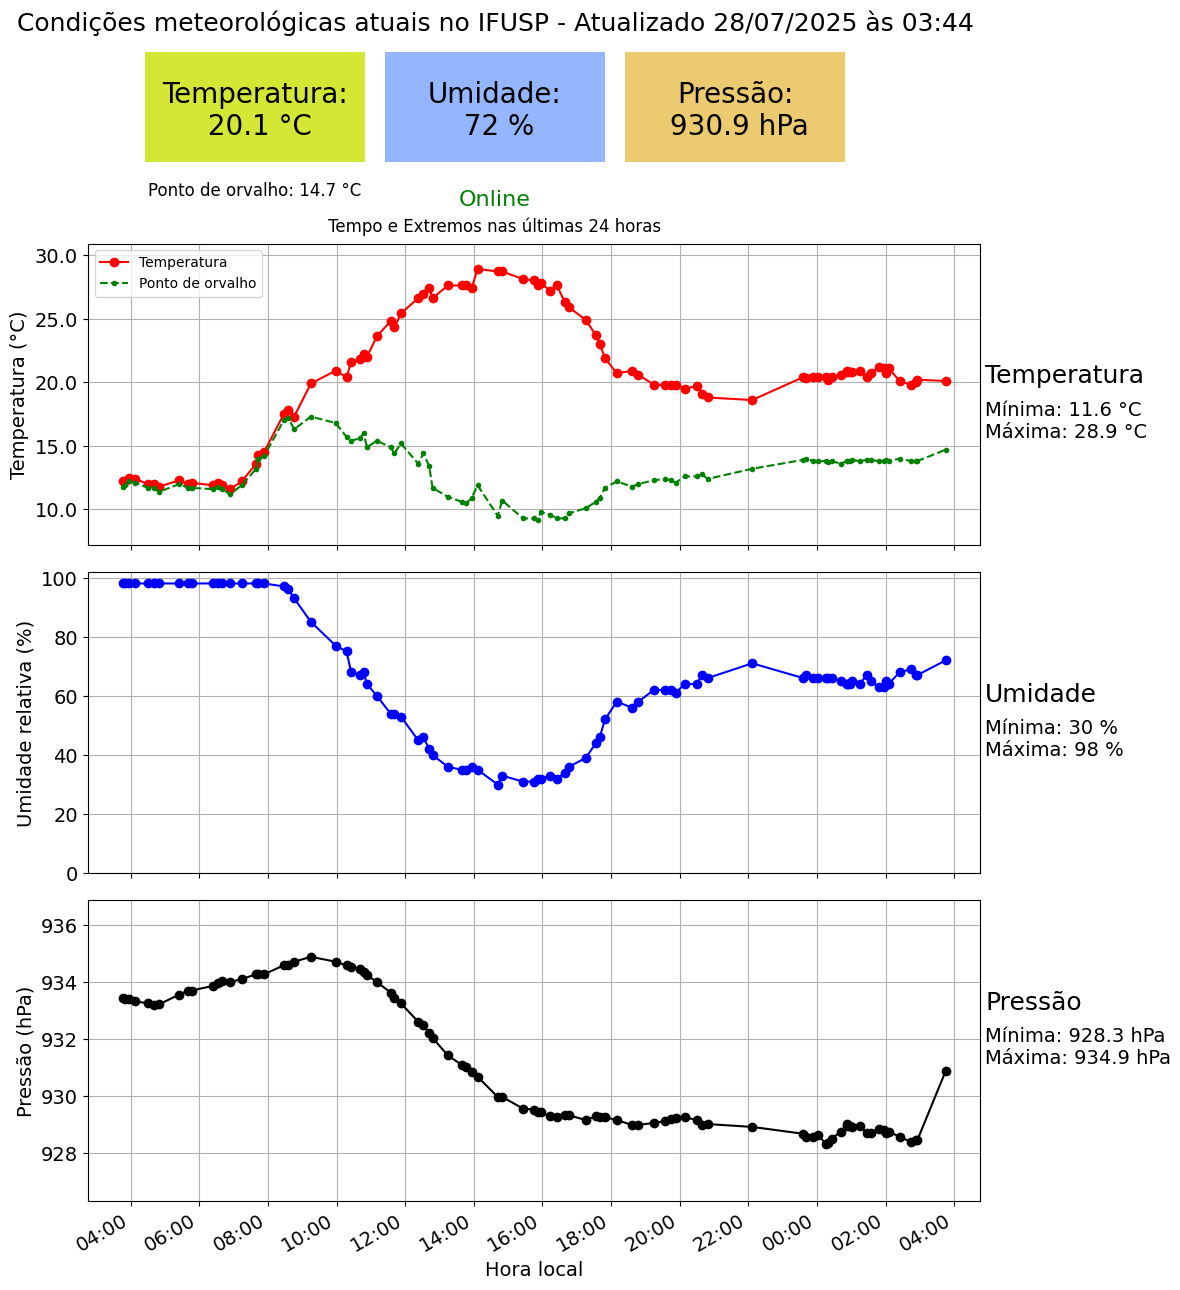 Condições meteorológicas atuais no IFUSP - Atualizado 28/07/2025 às 03:44
Temperatura:
20.1 °C
Umidade:
72 %
Pressão:
930.9 hPa
Ponto de orvalho: 14.7 °C
Online
Tempo e Extremos nas últimas 24 horas
Temperatura
Ponto de orvalho
Temperatura (°C)
30.0
25.0
20.0
15.0
10.0
Temperatura
Mínima: 11.6 °C
Máxima: 28.9 °C
Umidade relativa (%)
100
80
60
40
20
0
Umidade
Mínima: 30 %
Máxima: 98 %
Pressão (hPa)
936
934
932
930
928
Pressão
Mínima: 928.3 hPa
Máxima: 934.9 hPa
04:00 06:00 08:00 10:00 12:00 14:00 16:00 18:00 20:00 22:00 00:00 02:00 04:00
Hora local